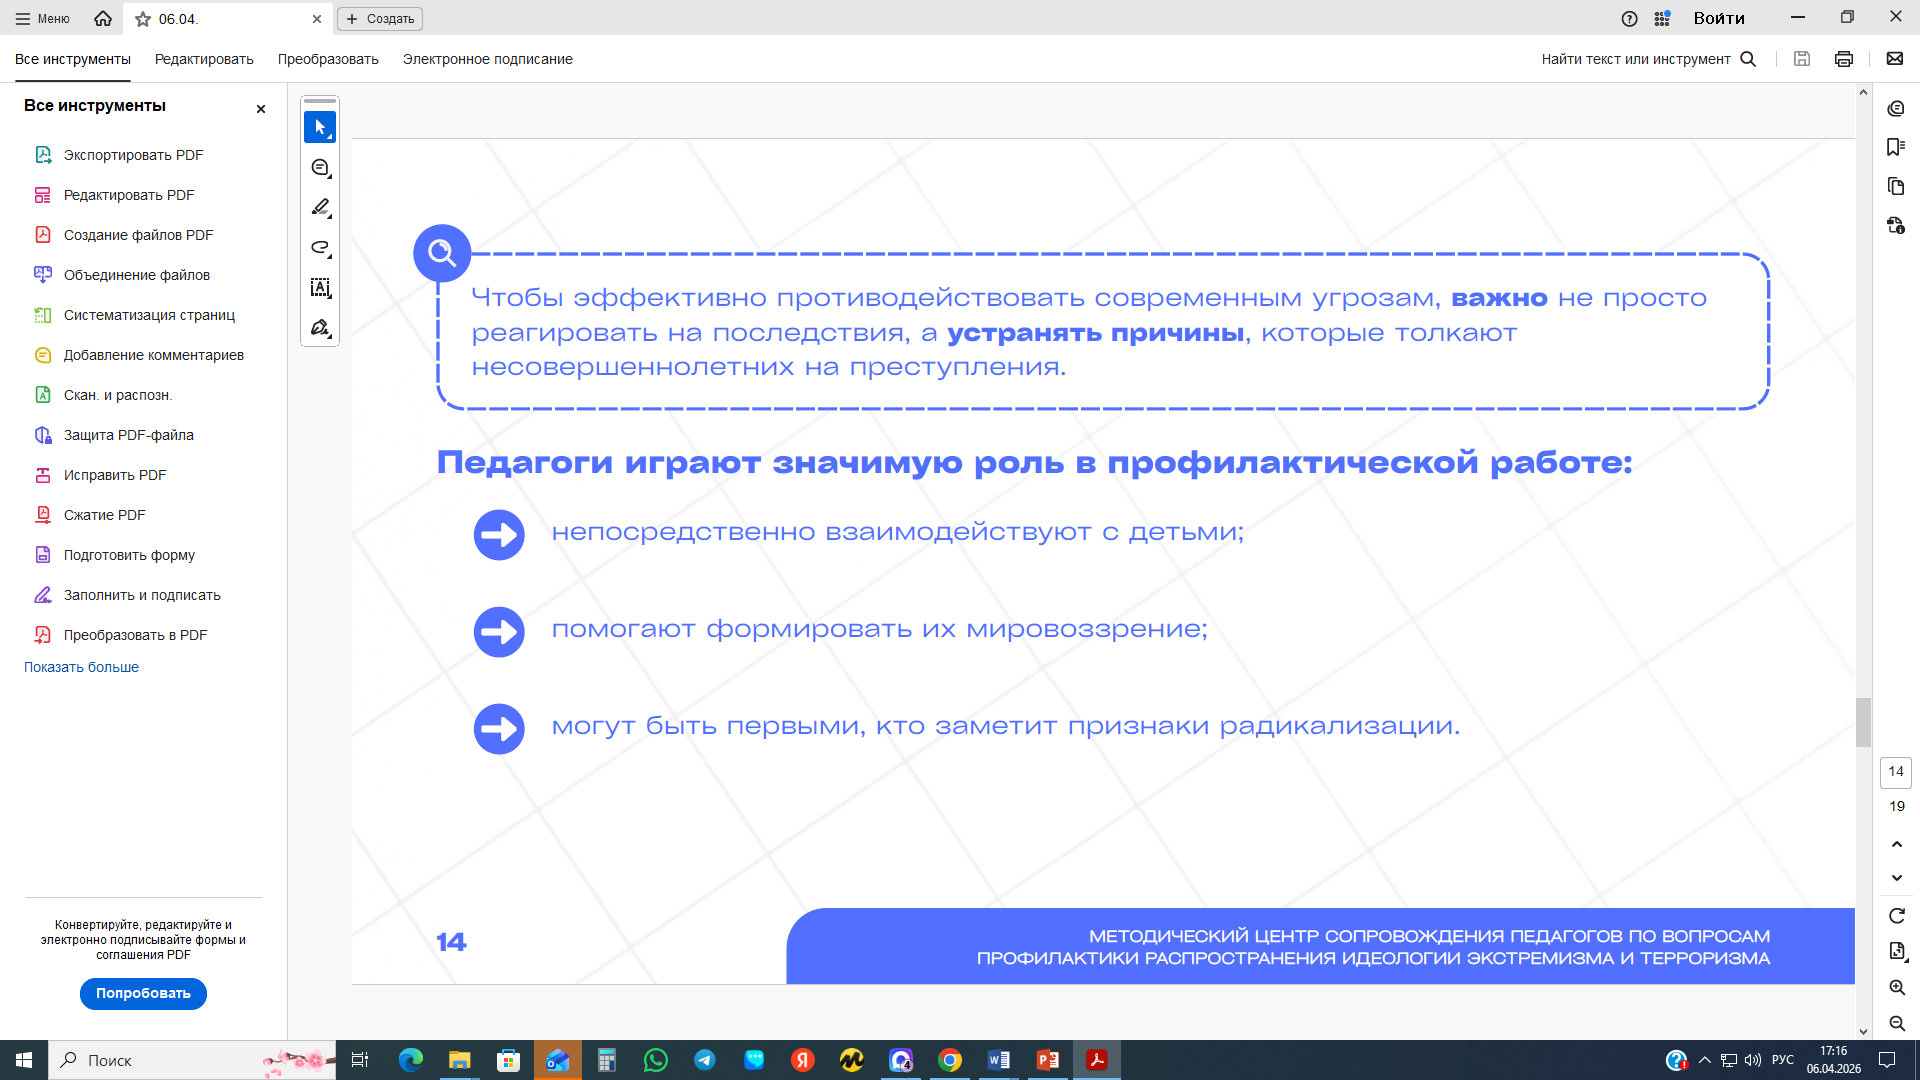 Меню
06.04.
Создать
Войти
Все инструменты
Редактировать
Преобразовать
Электронное подписание
Найти текст или инструмент
Все инструменты
Экспортировать PDF
Редактировать PDF
Создание файлов PDF
Объединение файлов
Систематизация страниц
Добавление комментариев
Скан. и распозн.
Защита PDF-файла
Исправить PDF
Сжатие PDF
Подготовить форму
Заполнить и подписать
Преобразовать в PDF
Показать больше
Конвертируйте, редактируйте и
электронно подписывайте формы и
соглашения PDF
Попробовать
Чтобы эффективно противодействовать современным угрозам, важно не просто
реагировать на последствия, а устранять причины, которые толкают
несовершеннолетних на преступления.
Педагоги играют значимую роль в профилактической работе:
непосредственно взаимодействуют с детьми;
помогают формировать их мировоззрение;
могут быть первыми, кто заметит признаки радикализации.
14
МЕТОДИЧЕСКИЙ ЦЕНТР СОПРОВОЖДЕНИЯ ПЕДАГОГОВ ПО ВОПРОСАМ
ПРОФИЛАКТИКИ РАСПРОСТРАНЕНИЯ ИДЕОЛОГИИ ЭКСТРЕМИЗМА И ТЕРРОРИЗМА
14
19
Поиск
4
РУС
17:16
06.04.2026